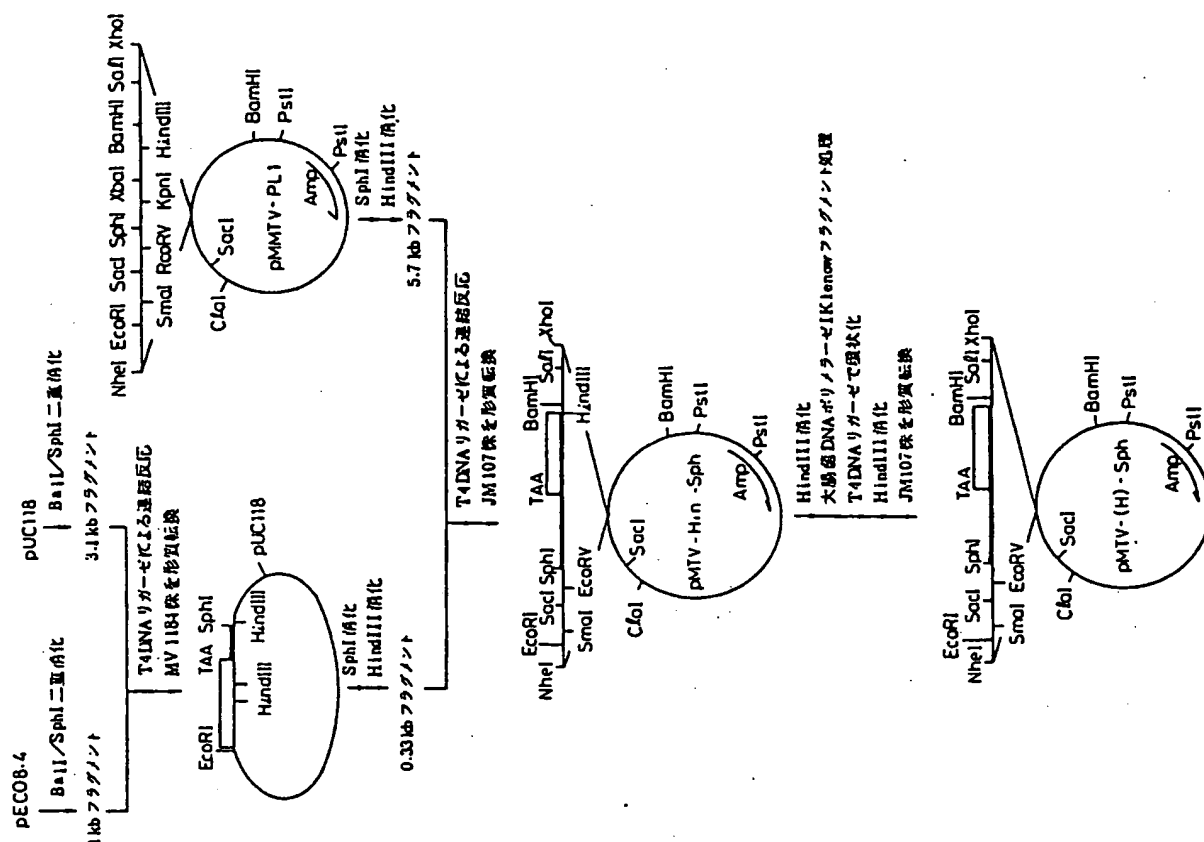 pECO8-4
Bal I/Sph I 二重消化
1kbフラグメント
pUC118
Bal I/Sph I 二重消化
3.1kbフラグメント
T4DNAリガーゼによる連結反応
MV1184株を形質転換
EcoRI
TAA
SphI
HindIII
HindIII
pUC118
SphI消化
HindIII消化
0.33kbフラグメント
NheI
EcoRI
SacI
SphI
XbaI
BamHI
SalI
XhoI
SmaI
RcoRV
KpnI
HindIII
SacI
ClaI
pMMTV-PL1
BamHI
PstI
PstI
Amp
SphI消化
HindIII消化
5.7kbフラグメント
T4DNAリガーゼによる連結反応
JM107株を形質転換
NheI
EcoRI
SacI
SphI
TAA
BamHI
SalI
XhoI
SmaI
EcoRV
HindIII
SacI
ClaI
pMTV-Hin-Sph
BamHI
PstI
PstI
Amp
HindIII消化
大腸菌DNAポリメラーゼIKlenowフラグメント処理
T4DNAリガーゼで環状化
HindIII消化
JM107株を形質転換
NheI
EcoRI
SacI
SphI
TAA
BamHI
SalI
XhoI
SmaI
EcoRV
SacI
ClaI
pMTV-(H)-Sph
BamHI
PstI
PstI
Amp